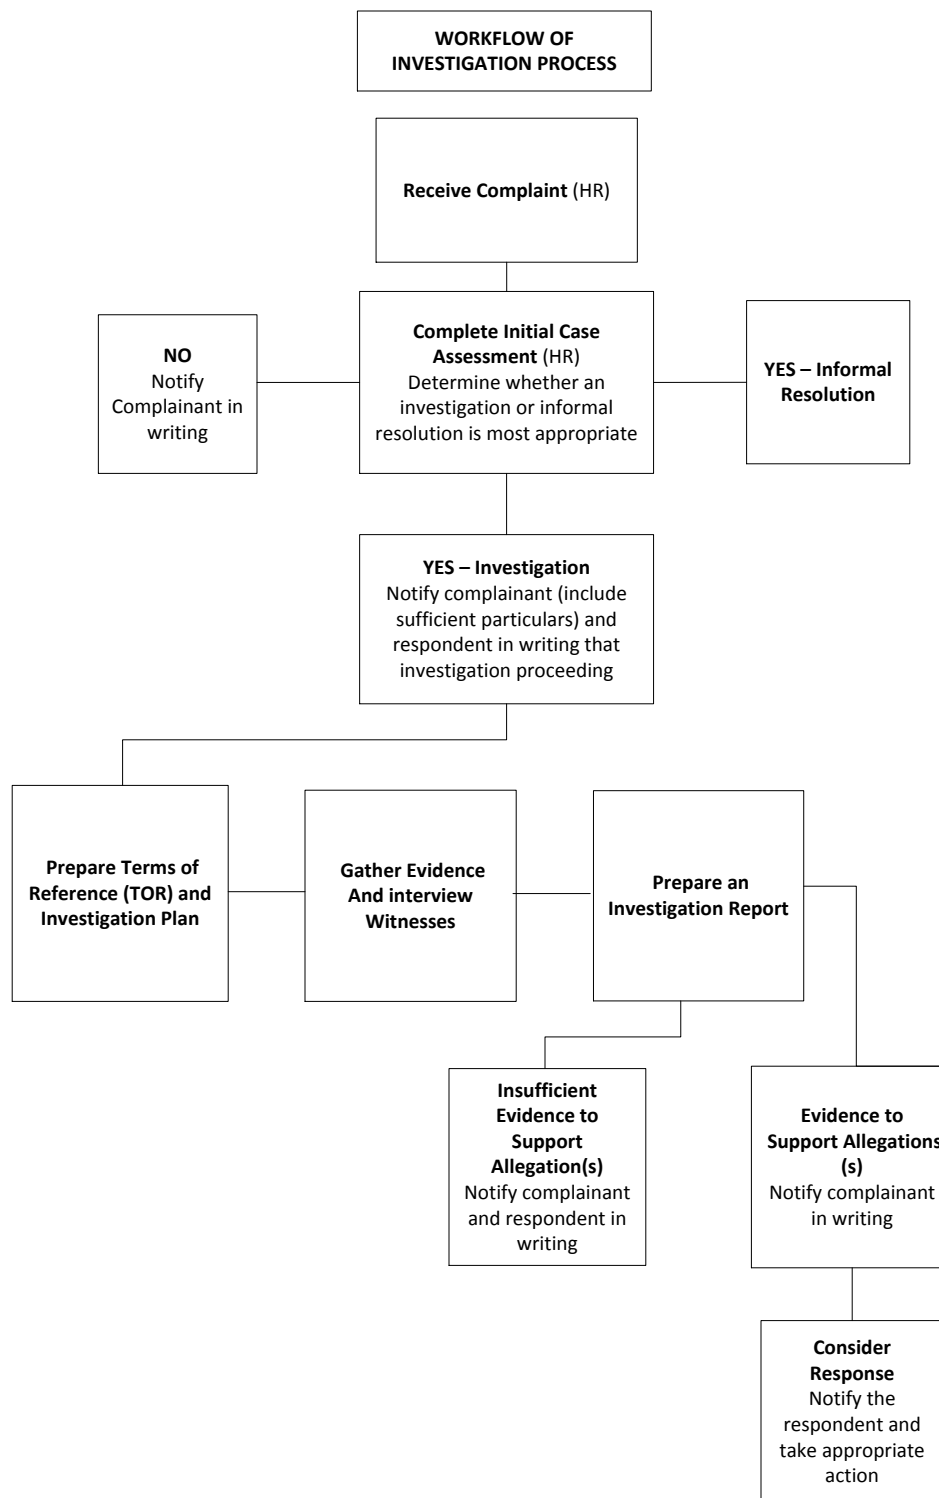 WORKFLOW OF
INVESTIGATION PROCESS
Receive Complaint (HR)
Complete Initial Case
Assessment (HR)
Determine whether an
investigation or informal
resolution is most appropriate
NO
Notify
Complainant in
writing
YES – Informal
Resolution
YES – Investigation
Notify complainant (include
sufficient particulars) and
respondent in writing that
investigation proceeding
Prepare Terms of
Reference (TOR) and
Investigation Plan
Gather Evidence
And interview
Witnesses
Prepare an
Investigation Report
Insufficient
Evidence to
Support
Allegation(s)
Notify complainant
and respondent in
writing
Evidence to
Support Allegations
(s)
Notify complainant
in writing
Consider
Response
Notify the
respondent and
take appropriate
action